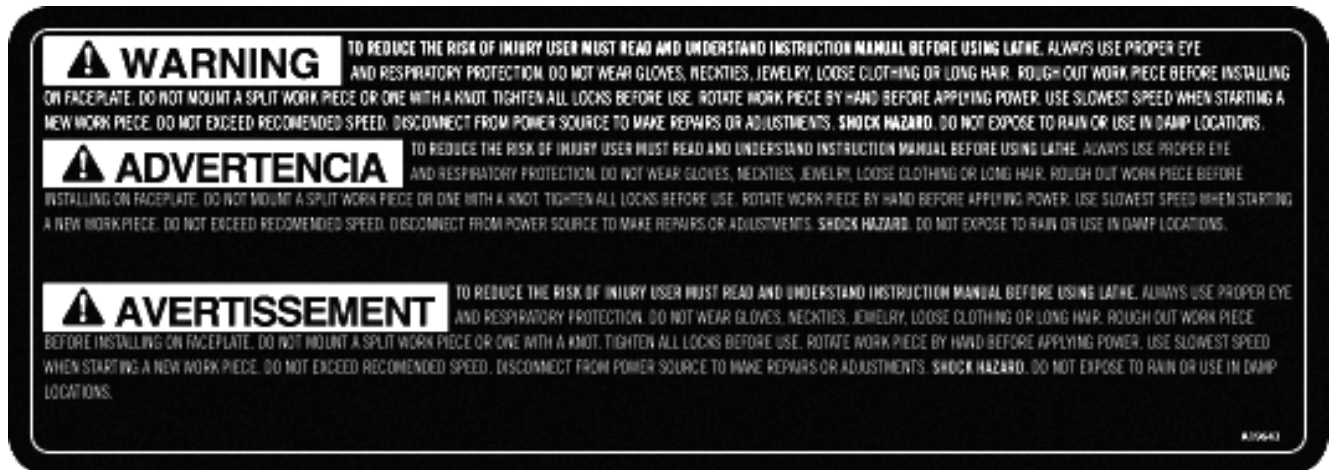 WARNING TO REDUCE THE RISK OF INJURY USER MUST READ AND UNDERSTAND INSTRUCTION MANUAL BEFORE USING LATHE. ALWAYS USE PROPER EYE
AND RESPIRATORY PROTECTION. DO NOT WEAR GLOVES, NECKTIES, JEWELRY, LOOSE CLOTHING OR LONG HAIR. ROUGH OUT WORK PIECE BEFORE INSTALLING
ON FACEPLATE. DO NOT MOUNT A SPLIT WORK PIECE OR ONE WITH A KNOT. TIGHTEN ALL LOCKS BEFORE USE. ROTATE WORK PIECE BY HAND BEFORE APPLYING POWER. USE SLOWEST SPEED WHEN STARTING A
NEW WORK PIECE. DO NOT EXCEED RECOMENDED SPEED. DISCONNECT FROM POWER SOURCE TO MAKE REPAIRS OR ADJUSTMENTS. SHOCK HAZARD. DO NOT EXPOSE TO RAIN OR USE IN DAMP LOCATIONS.
ADVERTENCIA TO REDUCE THE RISK OF INJURY USER MUST READ AND UNDERSTAND INSTRUCTION MANUAL BEFORE USING LATHE. ALWAYS USE PROPER EYE
AND RESPIRATORY PROTECTION. DO NOT WEAR GLOVES, NECKTIES, JEWELRY, LOOSE CLOTHING OR LONG HAIR. ROUGH OUT WORK PIECE BEFORE
INSTALLING ON FACEPLATE. DO NOT MOUNT A SPLIT WORK PIECE OR ONE WITH A KNOT. TIGHTEN ALL LOCKS BEFORE USE. ROTATE WORK PIECE BY HAND BEFORE APPLYING POWER. USE SLOWEST SPEED WHEN STARTING
A NEW WORK PIECE. DO NOT EXCEED RECOMENDED SPEED. DISCONNECT FROM POWER SOURCE TO MAKE REPAIRS OR ADJUSTMENTS. SHOCK HAZARD. DO NOT EXPOSE TO RAIN OR USE IN DAMP LOCATIONS.
AVERTISSEMENT TO REDUCE THE RISK OF INJURY USER MUST READ AND UNDERSTAND INSTRUCTION MANUAL BEFORE USING LATHE. ALWAYS USE PROPER EYE
AND RESPIRATORY PROTECTION. DO NOT WEAR GLOVES, NECKTIES, JEWELRY, LOOSE CLOTHING OR LONG HAIR. ROUGH OUT WORK PIECE
BEFORE INSTALLING ON FACEPLATE. DO NOT MOUNT A SPLIT WORK PIECE OR ONE WITH A KNOT. TIGHTEN ALL LOCKS BEFORE USE. ROTATE WORK PIECE BY HAND BEFORE APPLYING POWER. USE SLOWEST SPEED
WHEN STARTING A NEW WORK PIECE. DO NOT EXCEED RECOMENDED SPEED. DISCONNECT FROM POWER SOURCE TO MAKE REPAIRS OR ADJUSTMENTS. SHOCK HAZARD. DO NOT EXPOSE TO RAIN OR USE IN DAMP
LOCATIONS.
A19643